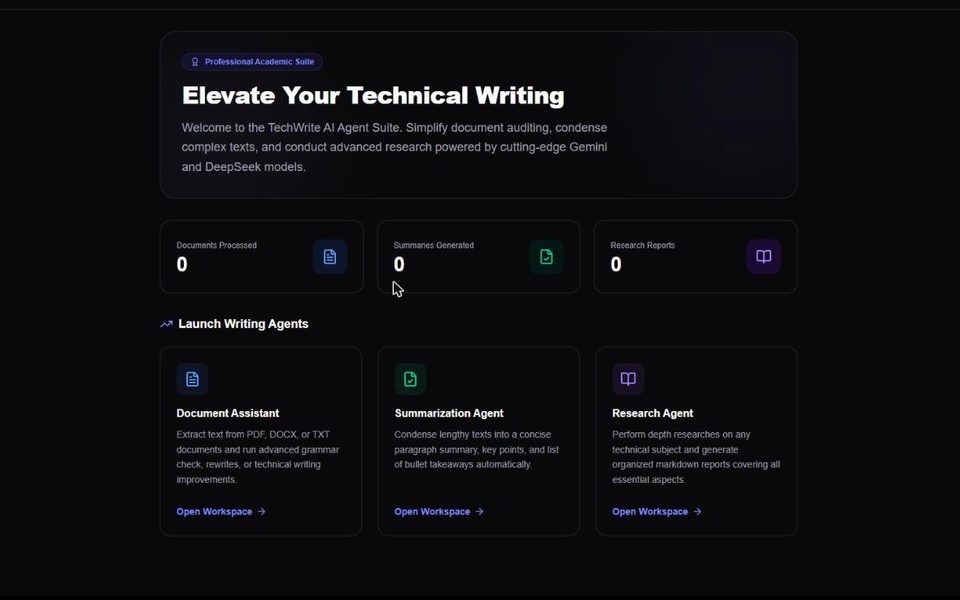 Professional Academic Suite
Elevate Your Technical Writing
Welcome to the TechWrite AI Agent Suite. Simplify document auditing, condense
complex texts, and conduct advanced research powered by cutting-edge Gemini
and DeepSeek models.
Documents Processed
0
Summaries Generated
0
Research Reports
0
Launch Writing Agents
Document Assistant
Extract text from PDF, DOCX, or TXT
documents and run advanced grammar
check, rewrites, or technical writing
improvements.
Open Workspace →
Summarization Agent
Condense lengthy texts into a concise
paragraph summary, key points, and list
of bullet takeaways automatically.
Open Workspace →
Research Agent
Perform depth researches on any
technical subject and generate
organized markdown reports covering all
essential aspects.
Open Workspace →